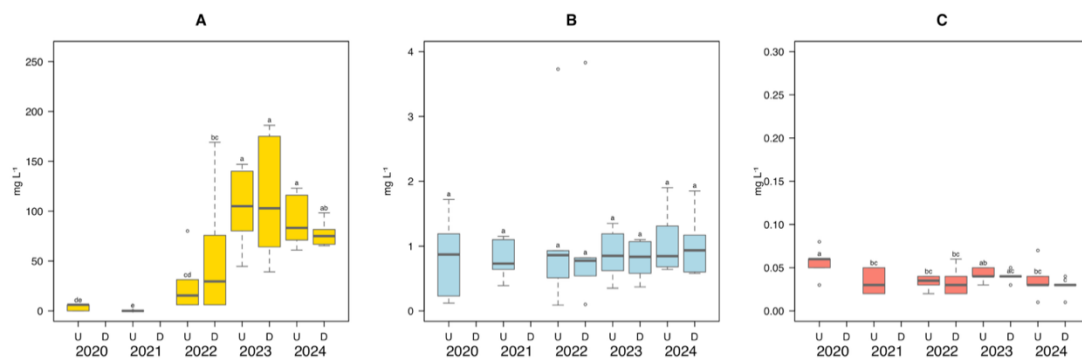 A
B
C
250
200
150
100
50
0
mg L⁻¹
de
e
cd
bc
a
a
a
ab
U D U D U D U D U D
2020 2021 2022 2023 2024
4
3
2
1
0
mg L⁻¹
a
a
a
a
a
a
a
a
U D U D U D U D U D
2020 2021 2022 2023 2024
0.30
0.25
0.20
0.15
0.10
0.05
0.00
mg L⁻¹
a
bc
bc
bc
ab
ac
bc
c
U D U D U D U D U D
2020 2021 2022 2023 2024